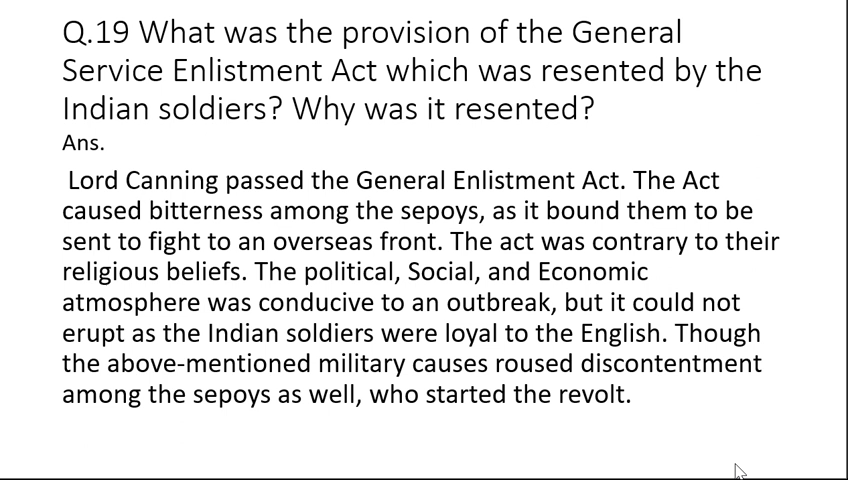 Q.19 What was the provision of the General
Service Enlistment Act which was resented by the
Indian soldiers? Why was it resented?
Ans.
Lord Canning passed the General Enlistment Act. The Act
caused bitterness among the sepoys, as it bound them to be
sent to fight to an overseas front. The act was contrary to their
religious beliefs. The political, Social, and Economic
atmosphere was conducive to an outbreak, but it could not
erupt as the Indian soldiers were loyal to the English. Though
the above-mentioned military causes roused discontentment
among the sepoys as well, who started the revolt.